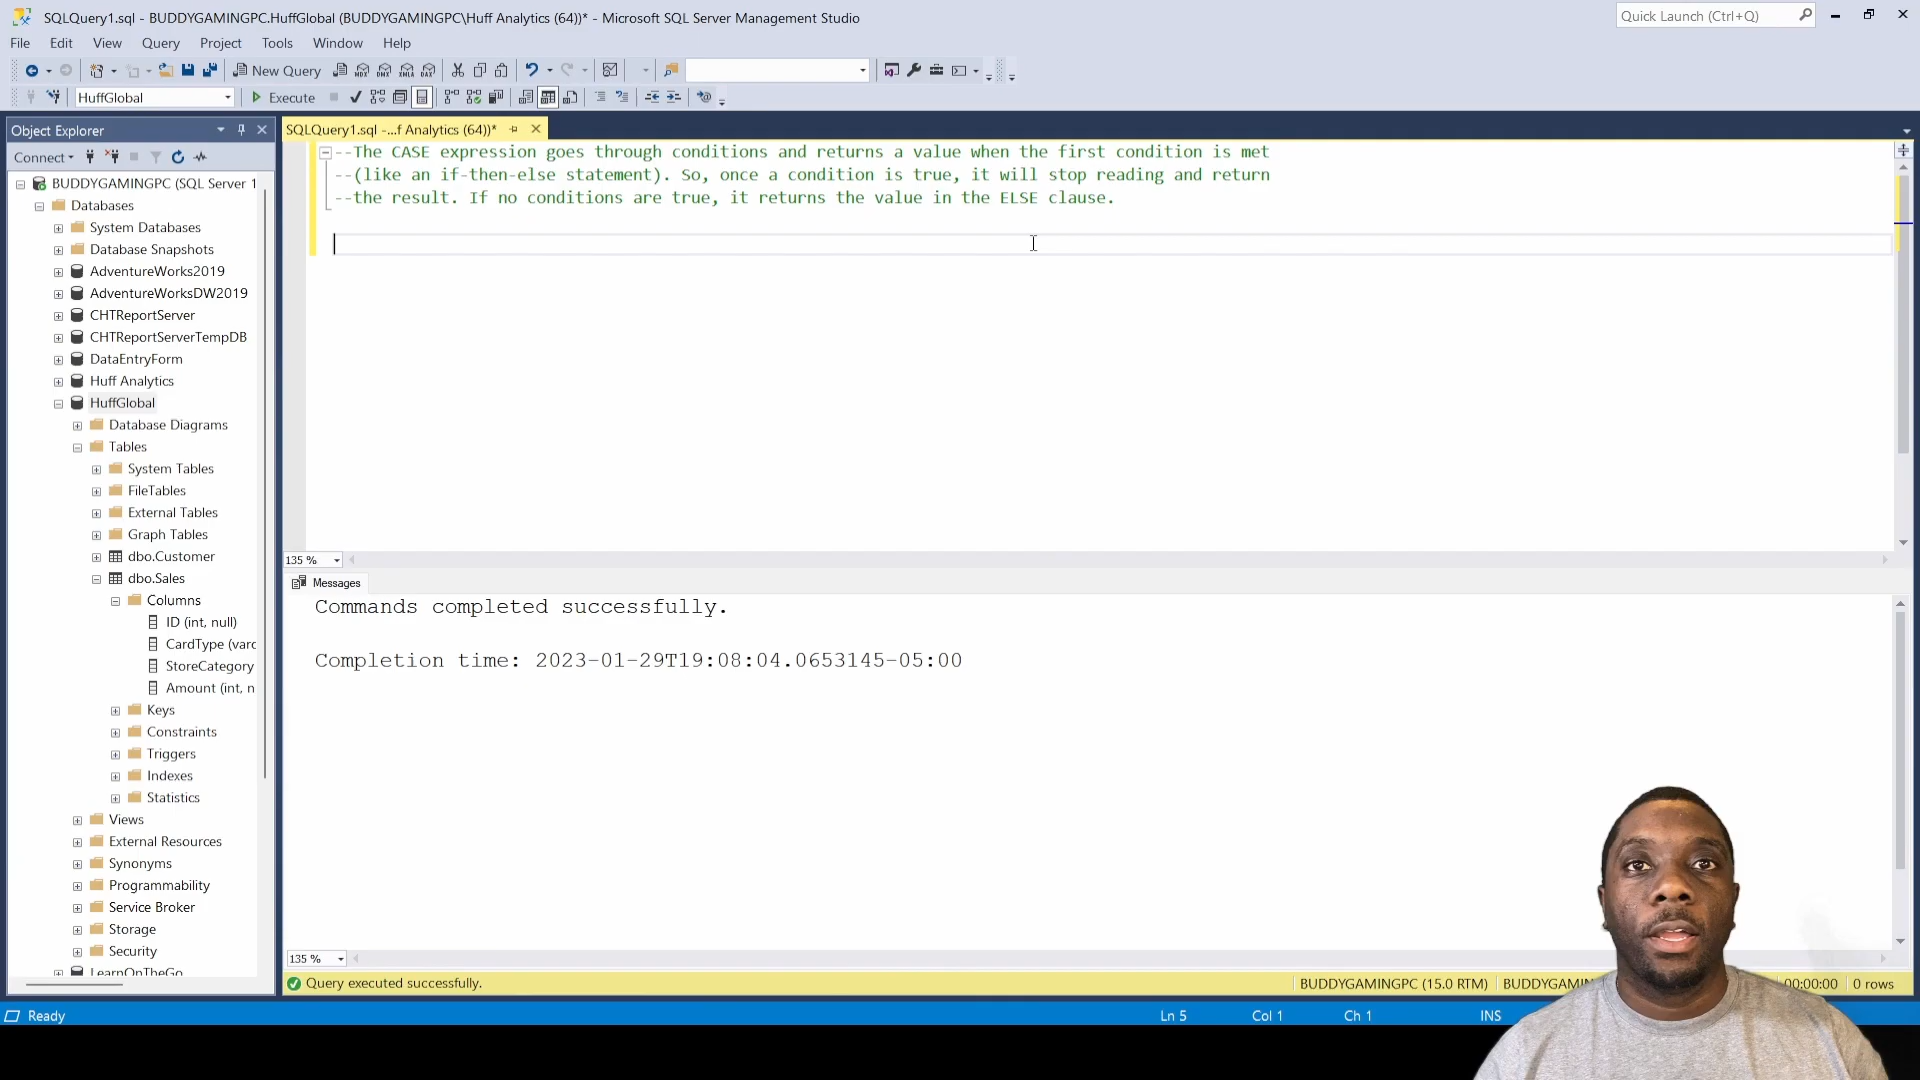 SQLQuery1.sql - BUDDYGAMINGPC.HuffGlobal (BUDDYGAMINGPC\Huff Analytics (64))* - Microsoft SQL Server Management Studio
Quick Launch (Ctrl+Q)
File Edit View Query Project Tools Window Help
New Query MDX DMX XMLA DAX
HuffGlobal Execute
Object Explorer
SQLQuery1.sql -...f Analytics (64))*
Connect
BUDDYGAMINGPC (SQL Server 1
Databases
System Databases
Database Snapshots
AdventureWorks2019
AdventureWorksDW2019
CHTReportServer
CHTReportServerTempDB
DataEntryForm
Huff Analytics
HuffGlobal
Database Diagrams
Tables
System Tables
FileTables
External Tables
Graph Tables
dbo.Customer
dbo.Sales
Columns
ID (int, null)
CardType (varc
StoreCategory
Amount (int, n
Keys
Constraints
Triggers
Indexes
Statistics
Views
External Resources
Synonyms
Programmability
Service Broker
Storage
Security
LearnOnTheGo
--The CASE expression goes through conditions and returns a value when the first condition is met
--(like an if-then-else statement). So, once a condition is true, it will stop reading and return
--the result. If no conditions are true, it returns the value in the ELSE clause.
135 %
Messages
Commands completed successfully.
Completion time: 2023-01-29T19:08:04.0653145-05:00
135 %
Query executed successfully.
BUDDYGAMINGPC (15.0 RTM) BUDDYGAMIN 00:00:00 0 rows
Ready Ln 5 Col 1 Ch 1 INS